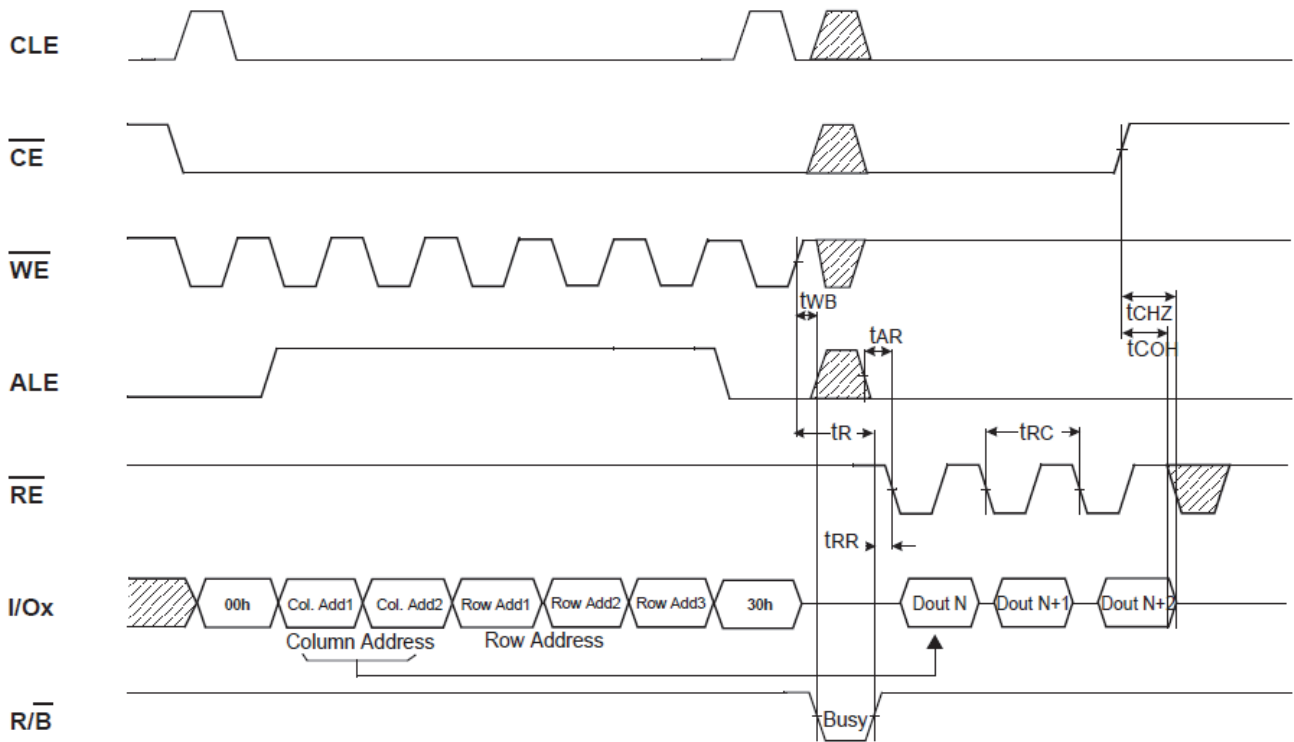 CLE
CE
WE
tWB
tCHZ
tAR
tCOH
ALE
tR
tRC
RE
tRR
I/Ox
00h
Col. Add1
Col. Add2
Row Add1
Row Add2
Row Add3
30h
Dout N
Dout N+1
Dout N+2
Column Address
Row Address
R/B
Busy